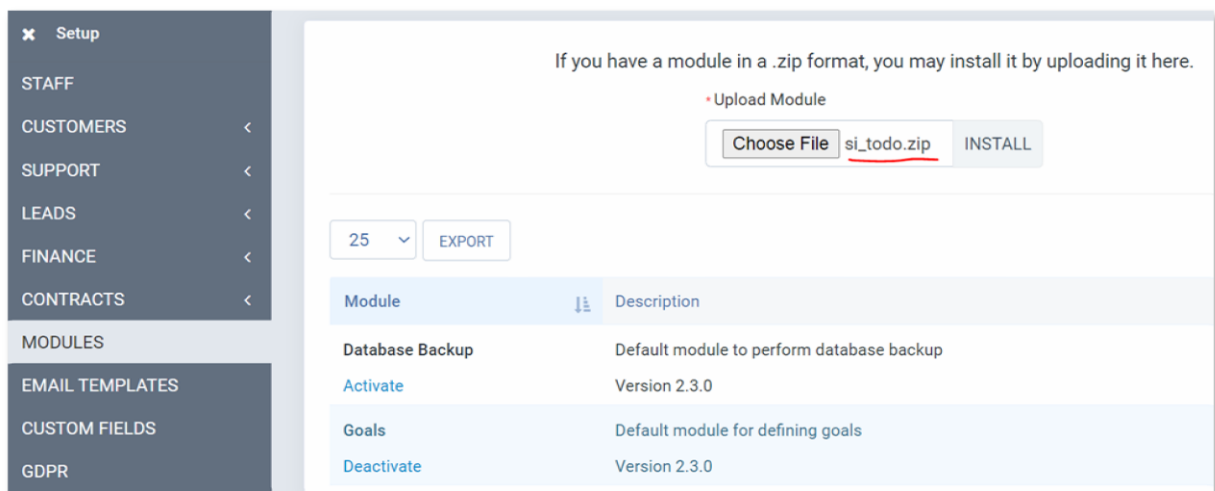 Setup
STAFF
CUSTOMERS
SUPPORT
LEADS
FINANCE
CONTRACTS
MODULES
EMAIL TEMPLATES
CUSTOM FIELDS
GDPR
If you have a module in a .zip format, you may install it by uploading it here.
* Upload Module
Choose File si_todo.zip INSTALL
25 EXPORT
Module Description
Database Backup Default module to perform database backup
Activate Version 2.3.0
Goals Default module for defining goals
Deactivate Version 2.3.0